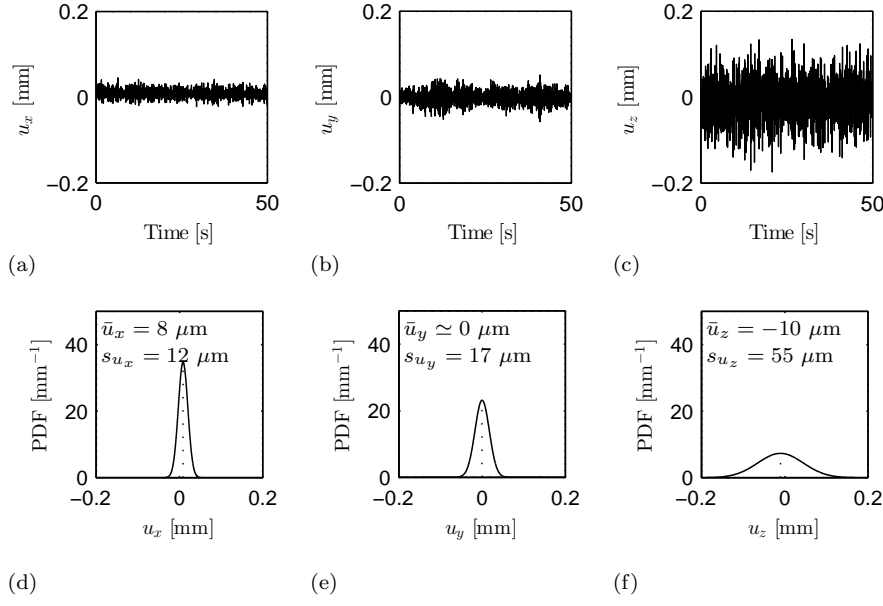 0.2
0
−0.2
u_x [mm]
0
50
Time [s]
(a)
0.2
0
−0.2
u_y [mm]
0
50
Time [s]
(b)
0.2
0
−0.2
u_z [mm]
0
50
Time [s]
(c)
ū_x = 8 μm
s_{u_x} = 12 μm
40
20
0
PDF [mm⁻¹]
−0.2
0
0.2
u_x [mm]
(d)
ū_y ≃ 0 μm
s_{u_y} = 17 μm
40
20
0
PDF [mm⁻¹]
−0.2
0
0.2
u_y [mm]
(e)
ū_z = −10 μm
s_{u_z} = 55 μm
40
20
0
PDF [mm⁻¹]
−0.2
0
0.2
u_z [mm]
(f)